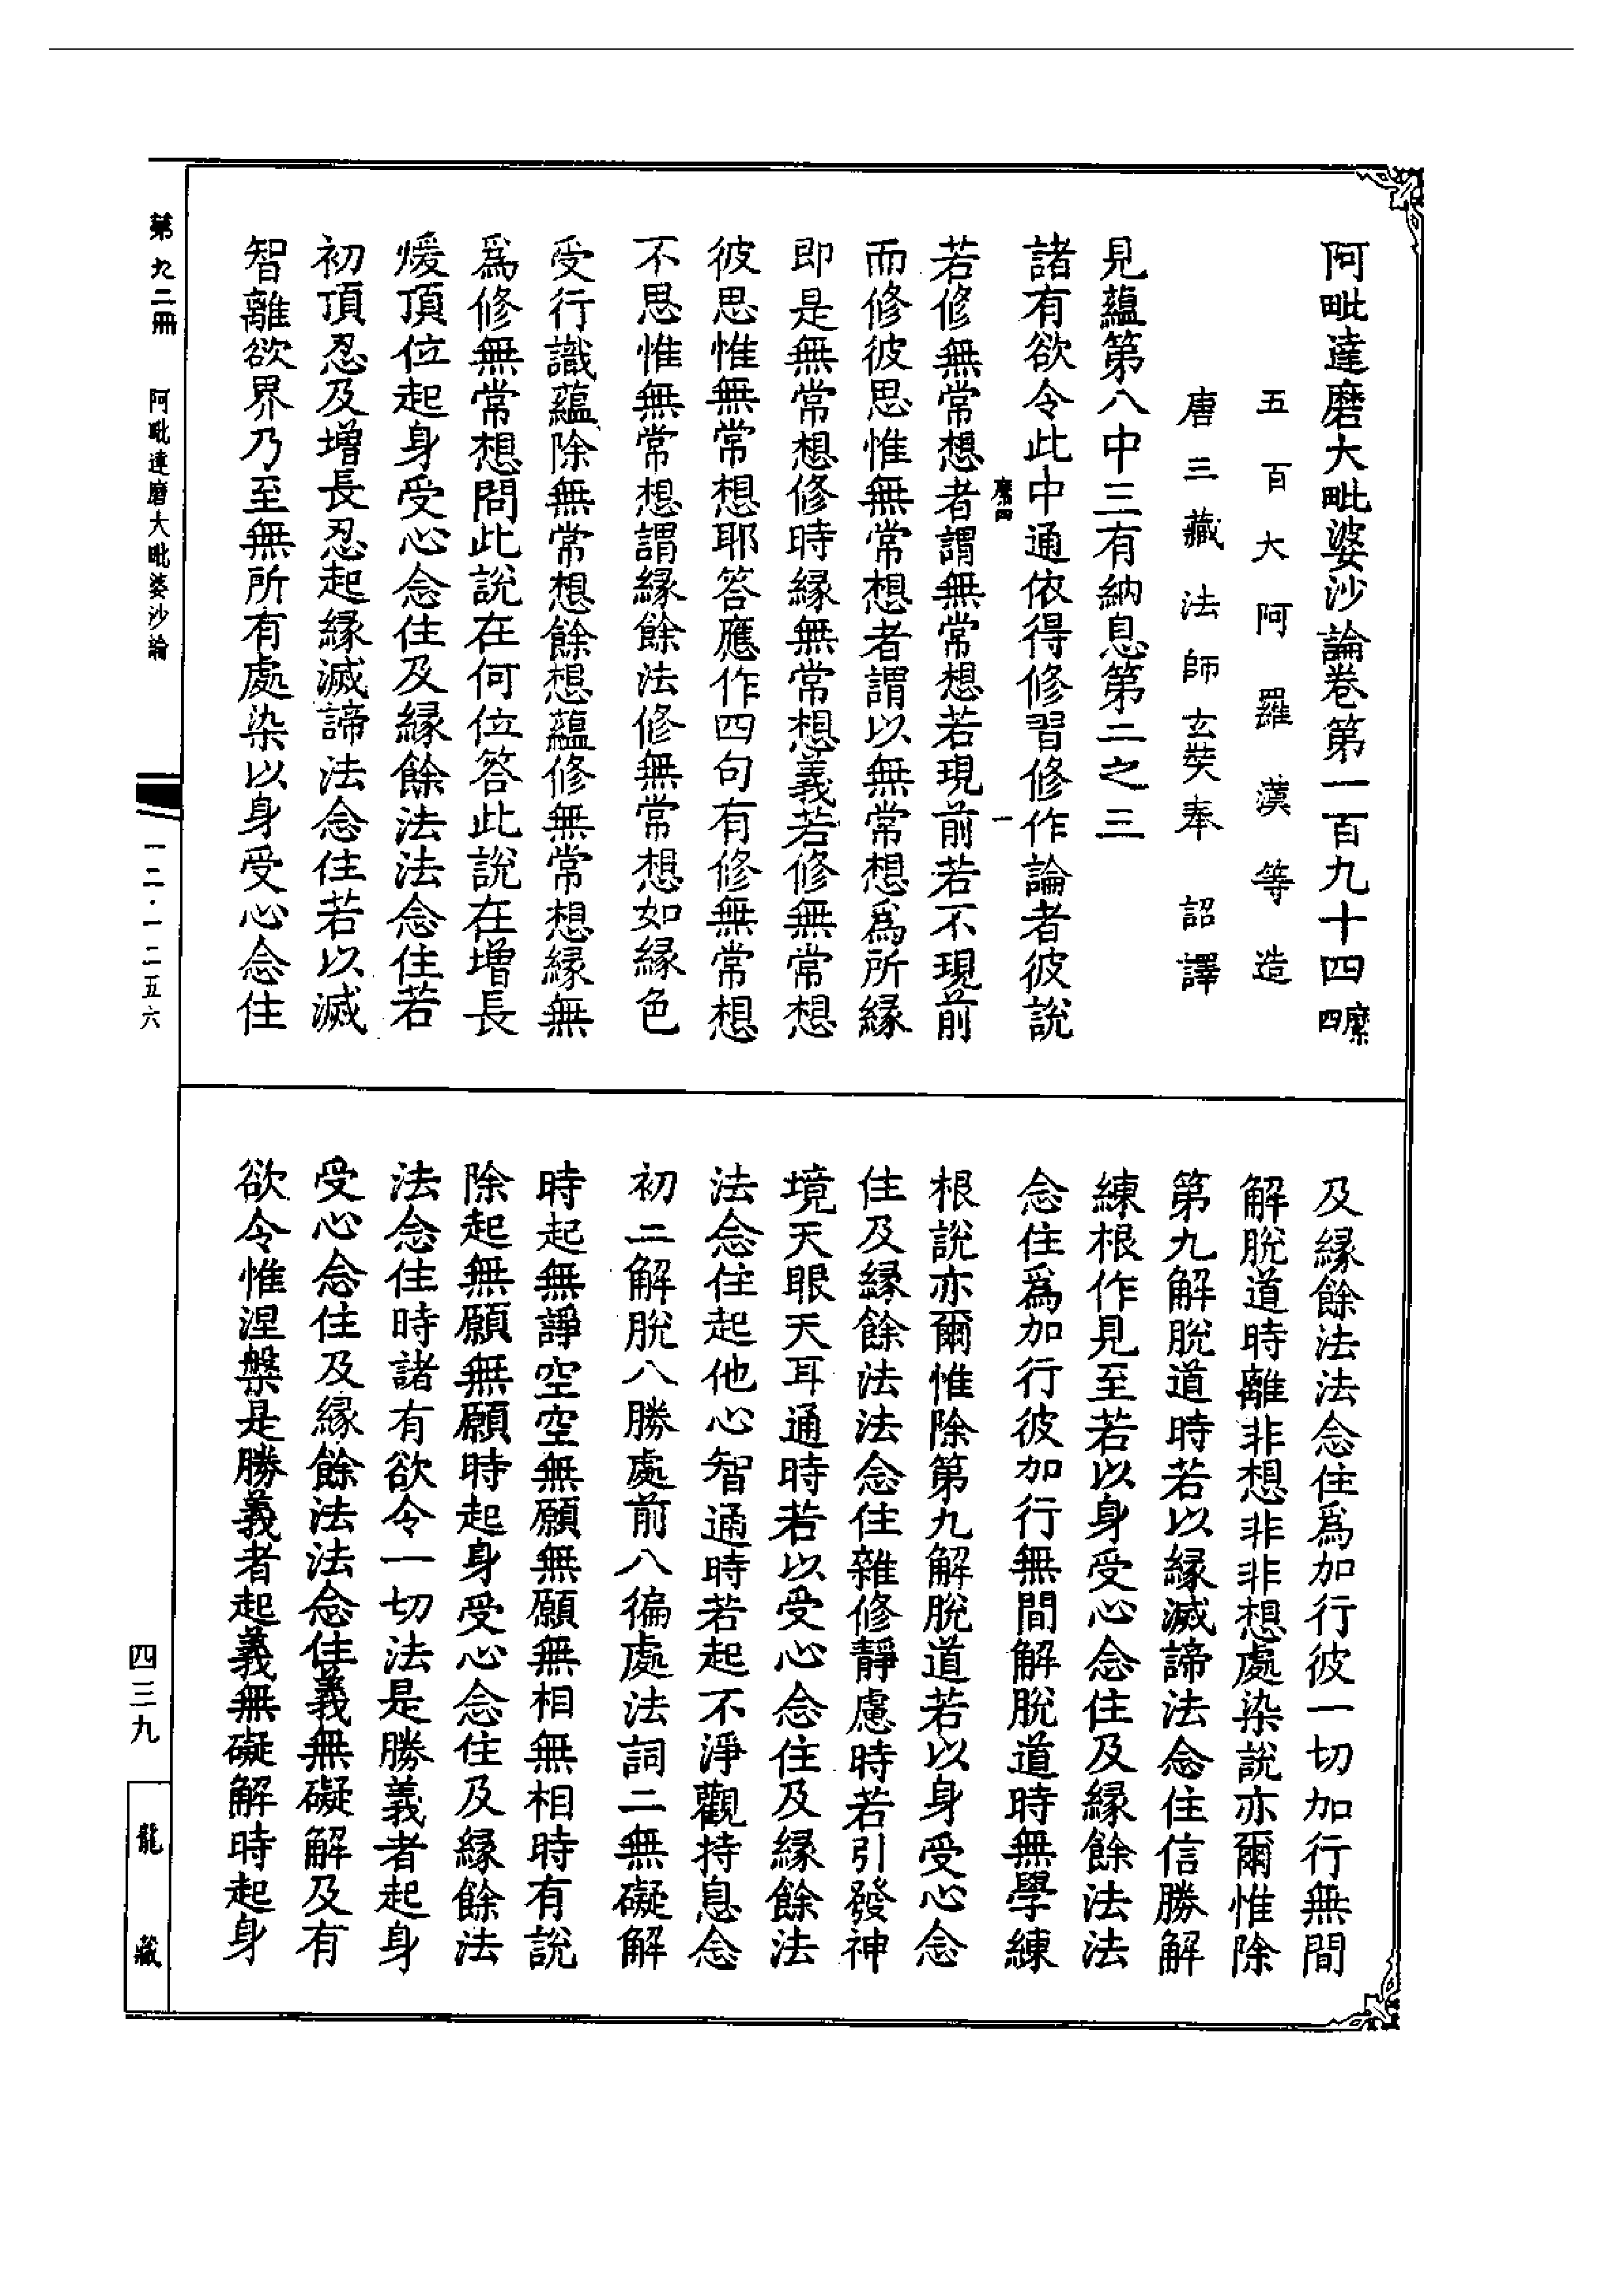 阿毗達磨大毗婆沙論卷第一百九十四 縻四
五百大阿羅漢等造
唐三藏法師玄奘奉 詔譯
見蘊第八中三有納息第二之三
諸有欲令此中通依得修習修作論者彼說
縻四 一
若修無常想者謂無常想若現前若不現前
而修彼思惟無常想者謂以無常想爲所緣
即是無常想修時緣無常想義若修無常想
彼思惟無常想耶答應作四句有修無常想
不思惟無常想謂緣餘法修無常想如緣色
受行識蘊除無常想餘想蘊修無常想緣無
爲修無常想問此說在何位答此說在增長
煖頂位起身受心念住及緣餘法法念住若
初頂忍及增長忍起緣滅諦法念住若以滅
智離欲界乃至無所有處染以身受心念住
及緣餘法法念住爲加行彼一切加行無間
解脫道時離非想非非想處染說亦爾惟除
第九解脫道時若以緣滅諦法念住信勝解
練根作見至若以身受心念住及緣餘法法
念住爲加行彼加行無間解脫道時無學練
根說亦爾惟除第九解脫道若以身受心念
住及緣餘法法念住雜修靜慮時若引發神
境天眼天耳通時若以受心念住及緣餘法
法念住起他心智通時若起不淨觀持息念
初二解脫八勝處前八徧處法詞二無礙解
時起無諍空空無願無願無相無相時有說
除起無願無願時起身受心念住及緣餘法
法念住時諸有欲令一切法是勝義者起身
受心念住及緣餘法法念住義無礙解及有
欲令惟涅槃是勝義者起義無礙解時起身
第九二冊 阿毗達磨大毗婆沙論 一二·一二五六
四三九 龍藏